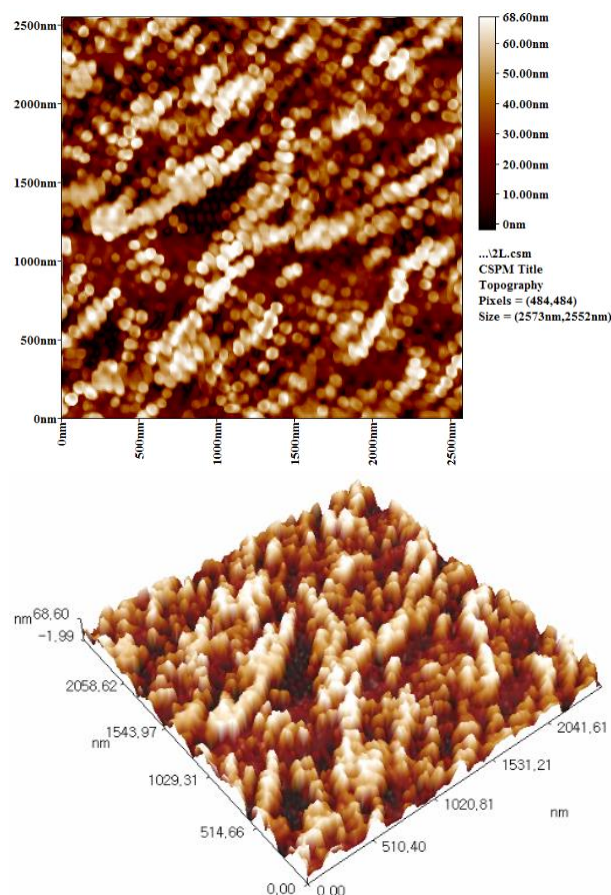 2500nm
2000nm
1500nm
1000nm
500nm
0nm
0nm
500nm
1000nm
1500nm
2000nm
2500nm
68.60nm
60.00nm
50.00nm
40.00nm
30.00nm
20.00nm
10.00nm
0nm
...\2L.csm
CSPM Title
Topography
Pixels = (484,484)
Size = (2573nm,2552nm)
nm 68,60
-1.99
2058,62
1543,97
nm
1029,31
514,66
0,00
0,00
510,40
1020,81
1531,21
2041,61
nm